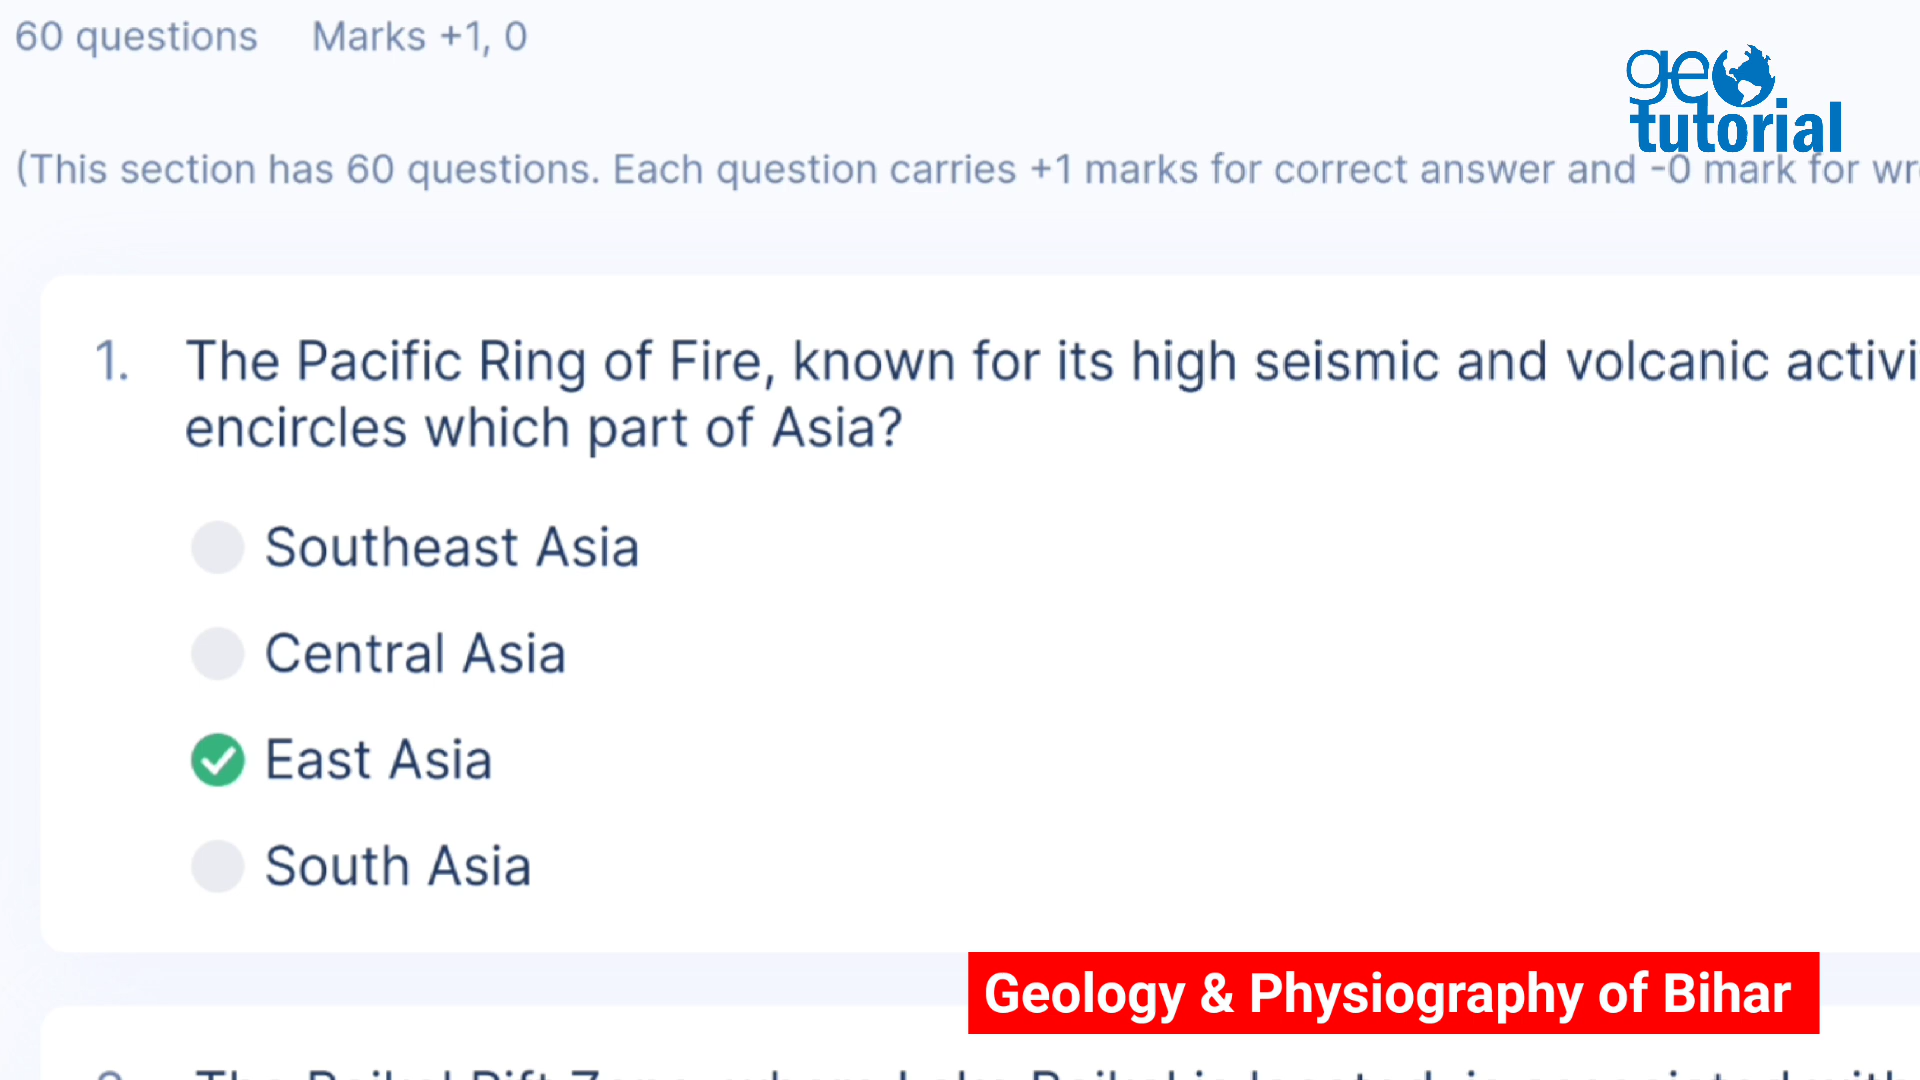 60 questions Marks +1, 0
geo
tutorial
(This section has 60 questions. Each question carries +1 marks for correct answer and -0 mark for
1. The Pacific Ring of Fire, known for its high seismic and volcanic activi
encircles which part of Asia?
Southeast Asia
Central Asia
East Asia
South Asia
Geology & Physiography of Bihar